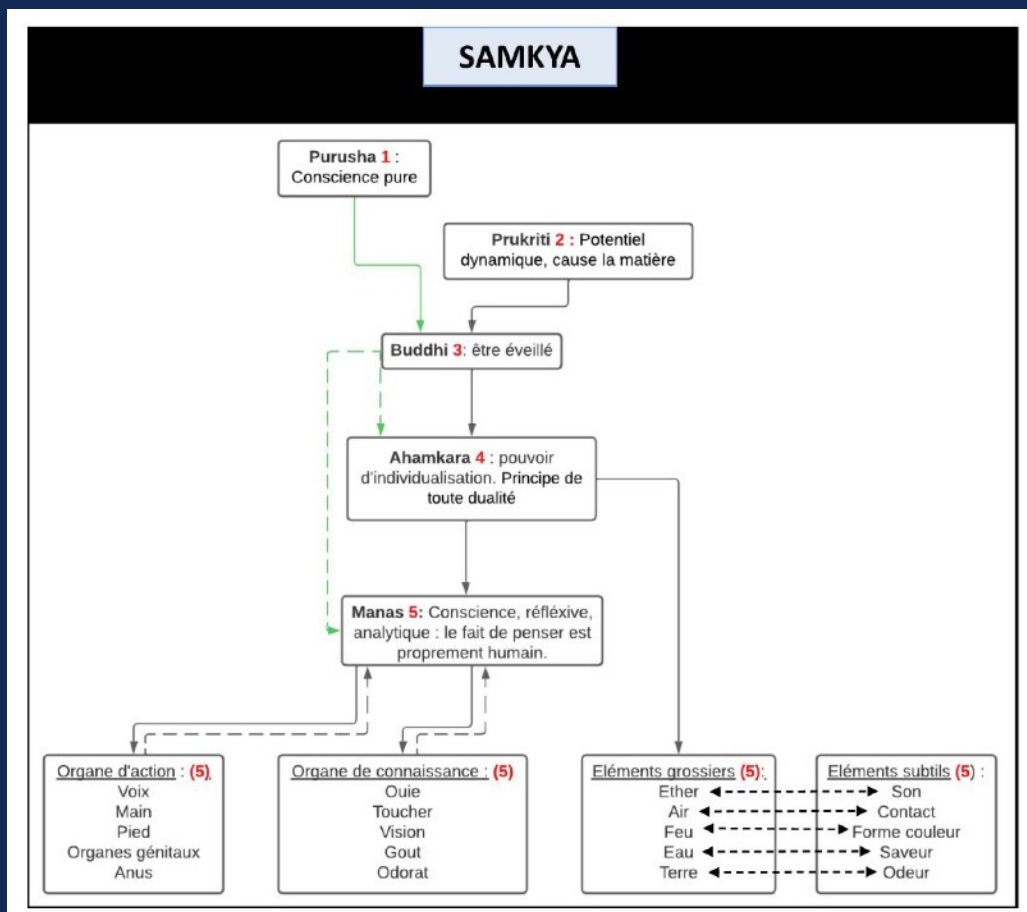 SAMKYA
Purusha 1 :
Conscience pure
Prukriti 2 : Potentiel
dynamique, cause la matière
Buddhi 3: être éveillé
Ahamkara 4 : pouvoir
d'individualisation. Principe de
toute dualité
Manas 5: Conscience, réfléxive,
analytique : le fait de penser est
proprement humain.
Organe d'action : (5)
Voix
Main
Pied
Organes génitaux
Anus
Organe de connaissance : (5)
Ouie
Toucher
Vision
Gout
Odorat
Eléments grossiers (5):
Ether
Air
Feu
Eau
Terre
Eléments subtils (5) :
Son
Contact
Forme couleur
Saveur
Odeur